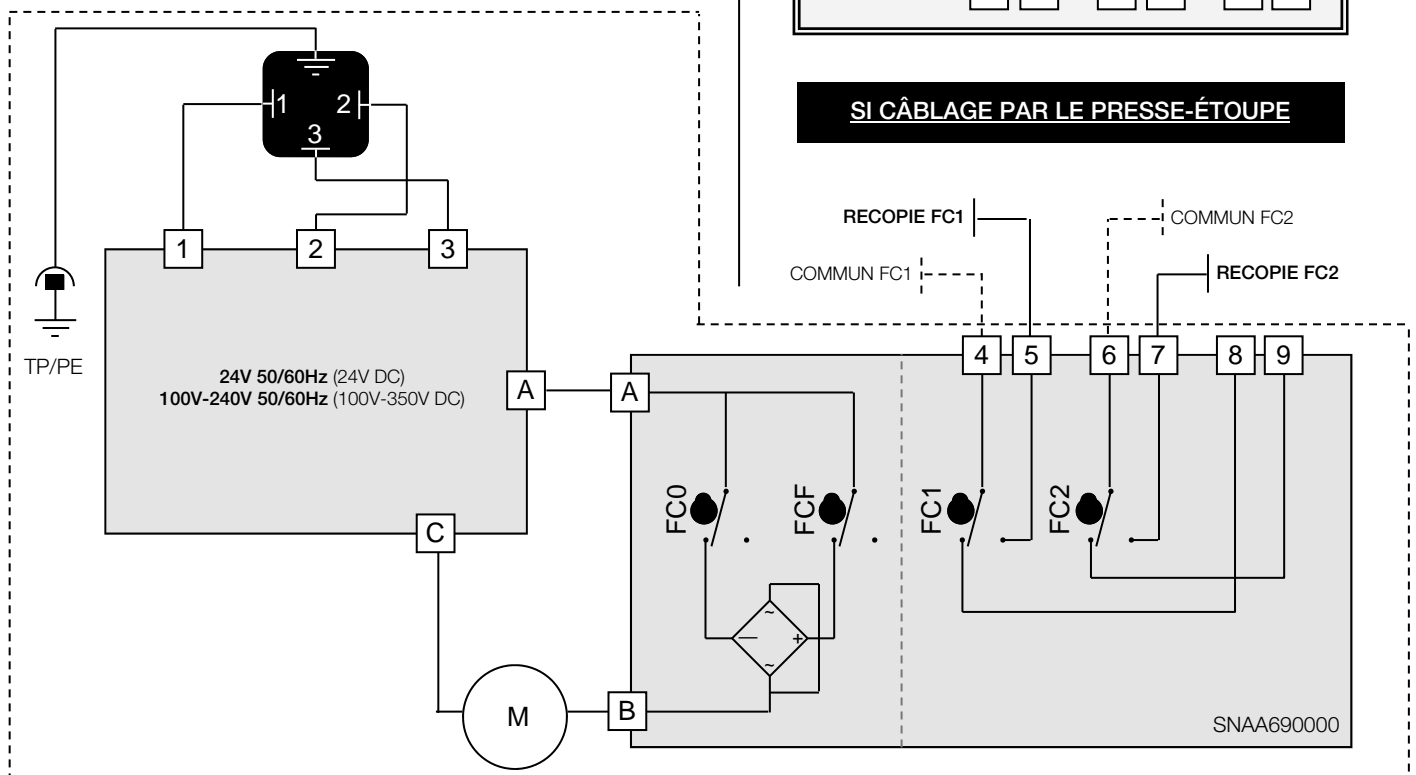 SI CÂBLAGE PAR LE PRESSE-ÉTOUPE
1
2
3
RECOPIE FC1
COMMUN FC2
COMMUN FC1
RECOPIE FC2
1
2
3
TP/PE
24V 50/60Hz (24V DC)
100V-240V 50/60Hz (100V-350V DC)
A
A
4
5
6
7
8
9
FC0
FCF
FC1
FC2
C
~
— +
~
M
B
SNAA690000